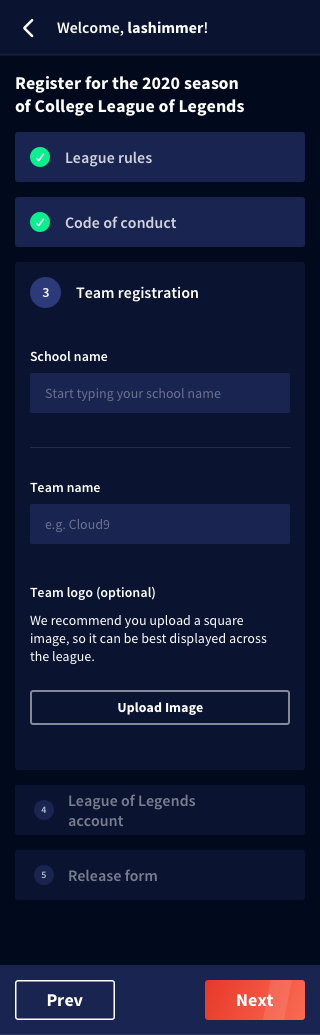 Welcome, lashimmer!
Register for the 2020 season
of College League of Legends
League rules
Code of conduct
3 Team registration
School name
Start typing your school name
Team name
e.g. Cloud9
Team logo (optional)
We recommend you upload a square
image, so it can be best displayed across
the league.
Upload Image
4 League of Legends
account
5 Release form
Prev Next